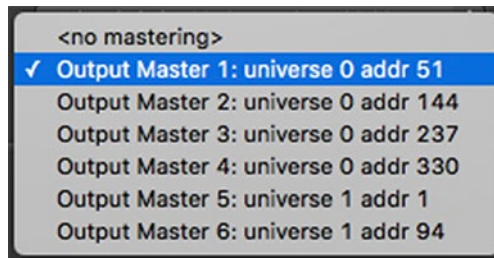 <no mastering>
✓ Output Master 1: universe 0 addr 51
Output Master 2: universe 0 addr 144
Output Master 3: universe 0 addr 237
Output Master 4: universe 0 addr 330
Output Master 5: universe 1 addr 1
Output Master 6: universe 1 addr 94